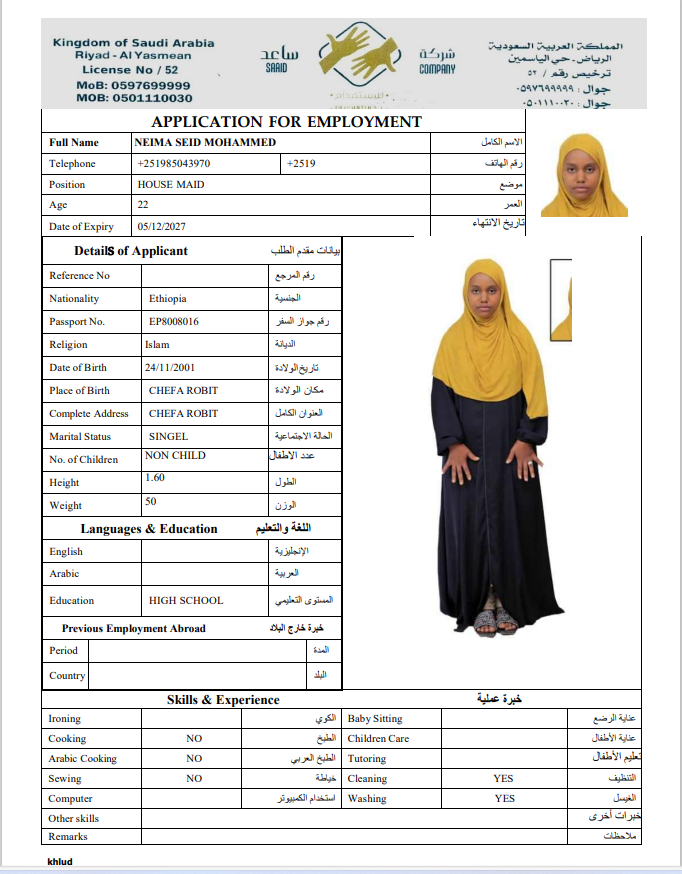 Kingdom of Saudi Arabia
Riyad - Al Yasmean
License No / 52
MoB: 0597699999
MOB: 0501110030
ساعد
SAAID
شركة
COMPANY
للاستقدام
المملكة العربية السعودية
الرياض - حي الياسمين
ترخيص رقم / ٥٢
جوال : ٠٥٩٧٦٩٩٩٩٩
جوال : ٠٥٠١١١٠٠٣٠
APPLICATION FOR EMPLOYMENT
Full Name NEIMA SEID MOHAMMED الاسم الكامل
Telephone +251985043970 +2519 رقم الهاتف
Position HOUSE MAID موضع
Age 22 العمر
Date of Expiry 05/12/2027 تاريخ الانتهاء
Details of Applicant بيانات مقدم الطلب
Reference No رقم المرجع
Nationality Ethiopia الجنسية
Passport No. EP8008016 رقم جواز السفر
Religion Islam الديانة
Date of Birth 24/11/2001 تاريخ الولادة
Place of Birth CHEFA ROBIT مكان الولادة
Complete Address CHEFA ROBIT العنوان الكامل
Marital Status SINGEL الحالة الاجتماعية
No. of Children NON CHILD عدد الاطفال
Height 1.60 الطول
Weight 50 الوزن
Languages & Education اللغة والتعليم
English الإنجليزية
Arabic العربية
Education HIGH SCHOOL المستوى التعليمي
Previous Employment Abroad خبرة خارج البلاد
Period المدة
Country البلد
Skills & Experience خبرة عملية
Ironing الكوي Baby Sitting عناية الرضع
Cooking NO الطبخ Children Care عناية الأطفال
Arabic Cooking NO الطبخ العربي Tutoring تعليم الأطفال
Sewing NO خياطة Cleaning YES التنظيف
Computer استخدام الكمبيوتر Washing YES الغيسل
Other skills خبرات أخرى
Remarks ملاحظات
khlud